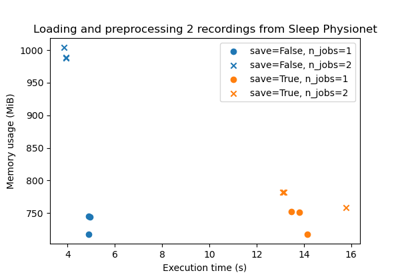 Loading and preprocessing 2 recordings from Sleep Physionet
save=False, n_jobs=1
save=False, n_jobs=2
save=True, n_jobs=1
save=True, n_jobs=2
Memory usage (MiB)
1000
950
900
850
800
750
4 6 8 10 12 14 16
Execution time (s)